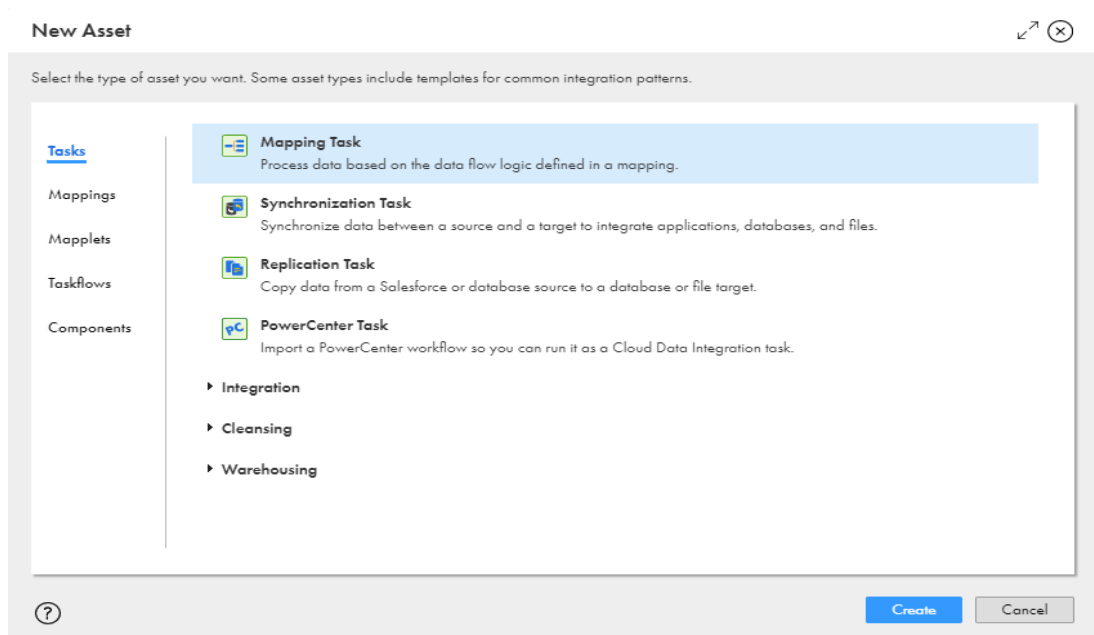 New Asset
Select the type of asset you want. Some asset types include templates for common integration patterns.
Tasks
Mappings
Mapplets
Taskflows
Components
Mapping Task
Process data based on the data flow logic defined in a mapping.
Synchronization Task
Synchronize data between a source and a target to integrate applications, databases, and files.
Replication Task
Copy data from a Salesforce or database source to a database or file target.
PC
PowerCenter Task
Import a PowerCenter workflow so you can run it as a Cloud Data Integration task.
Integration
Cleansing
Warehousing
?
Create
Cancel